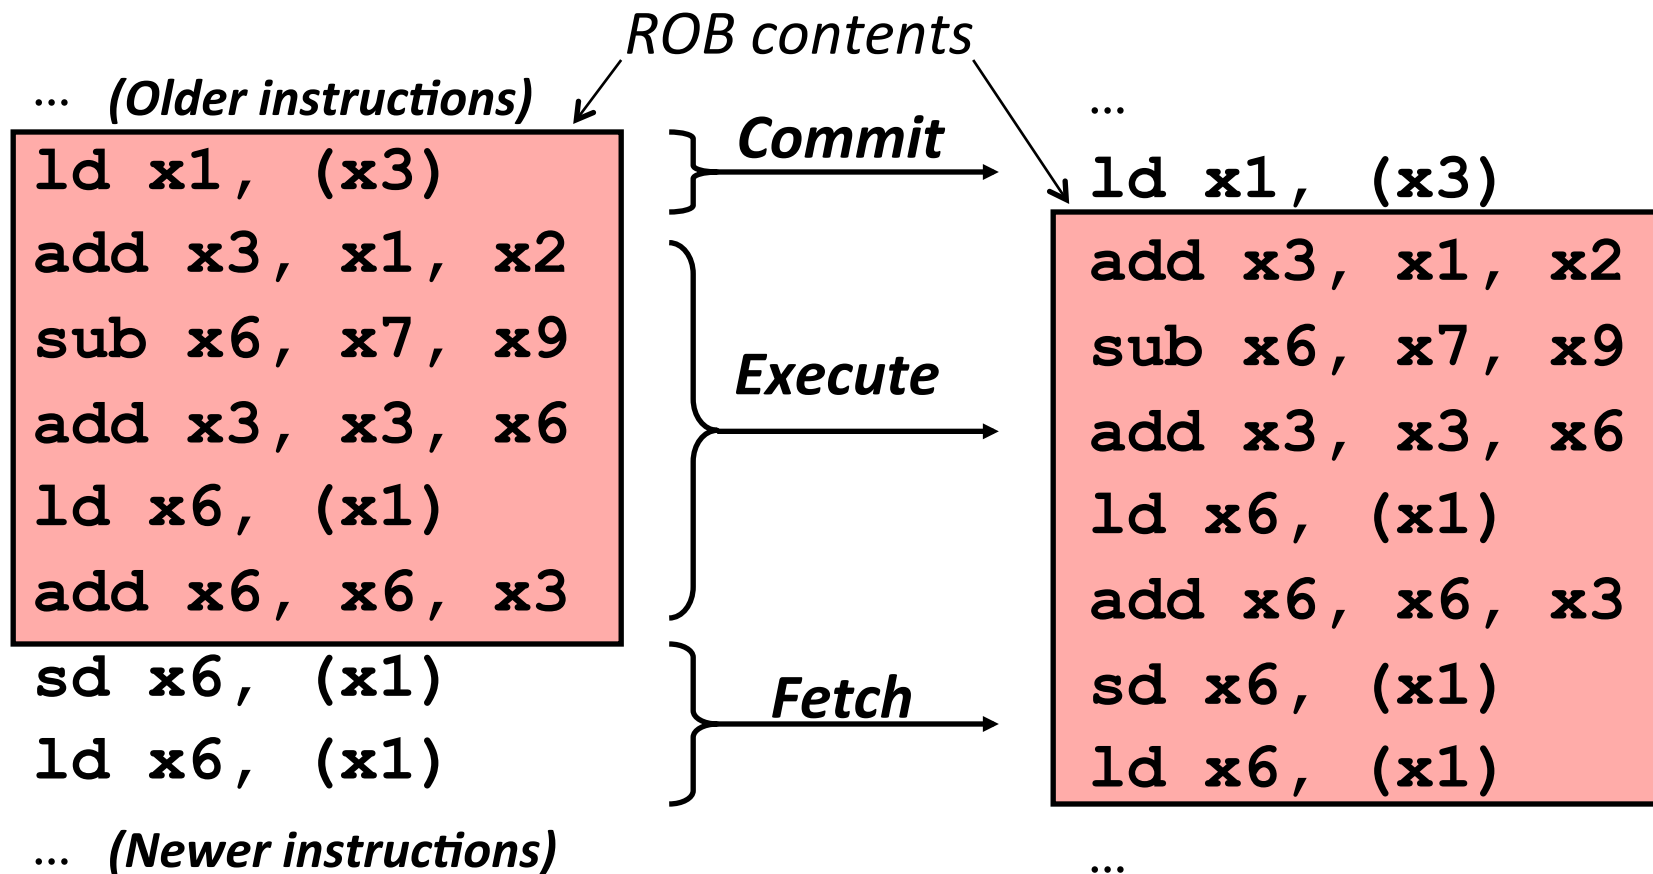 ROB contents
... (Older instructions)
ld x1, (x3)
add x3, x1, x2
sub x6, x7, x9
add x3, x3, x6
ld x6, (x1)
add x6, x6, x3
sd x6, (x1)
ld x6, (x1)
... (Newer instructions)
Commit
Execute
Fetch
...
ld x1, (x3)
add x3, x1, x2
sub x6, x7, x9
add x3, x3, x6
ld x6, (x1)
add x6, x6, x3
sd x6, (x1)
ld x6, (x1)
...